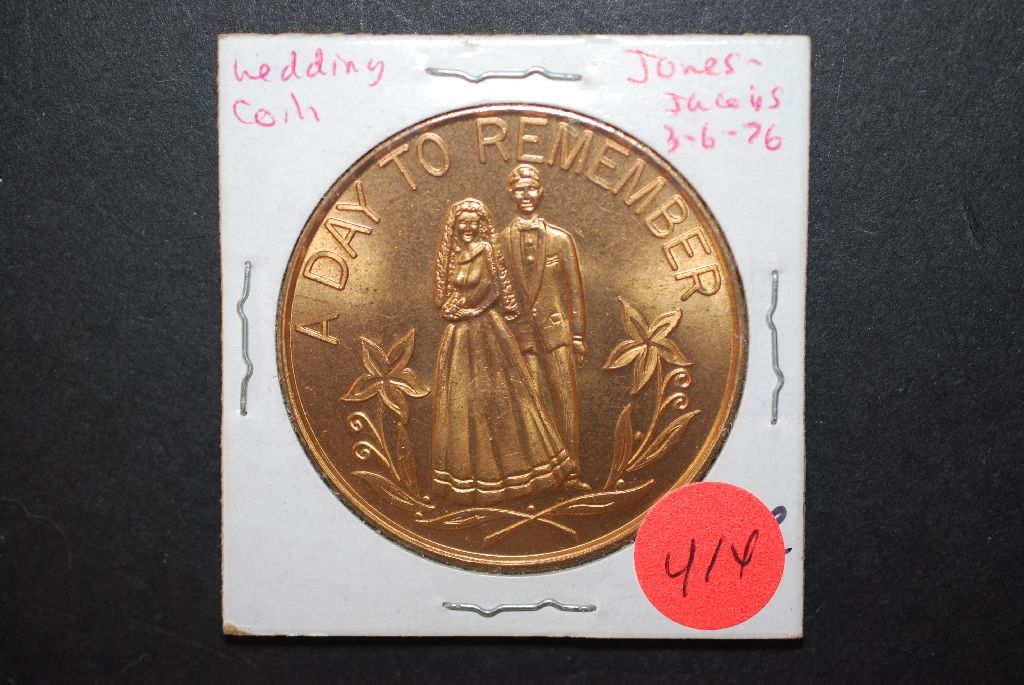 wedding
Coin
Jones-
Jacobs
3-6-76
A DAY TO REMEMBER
414